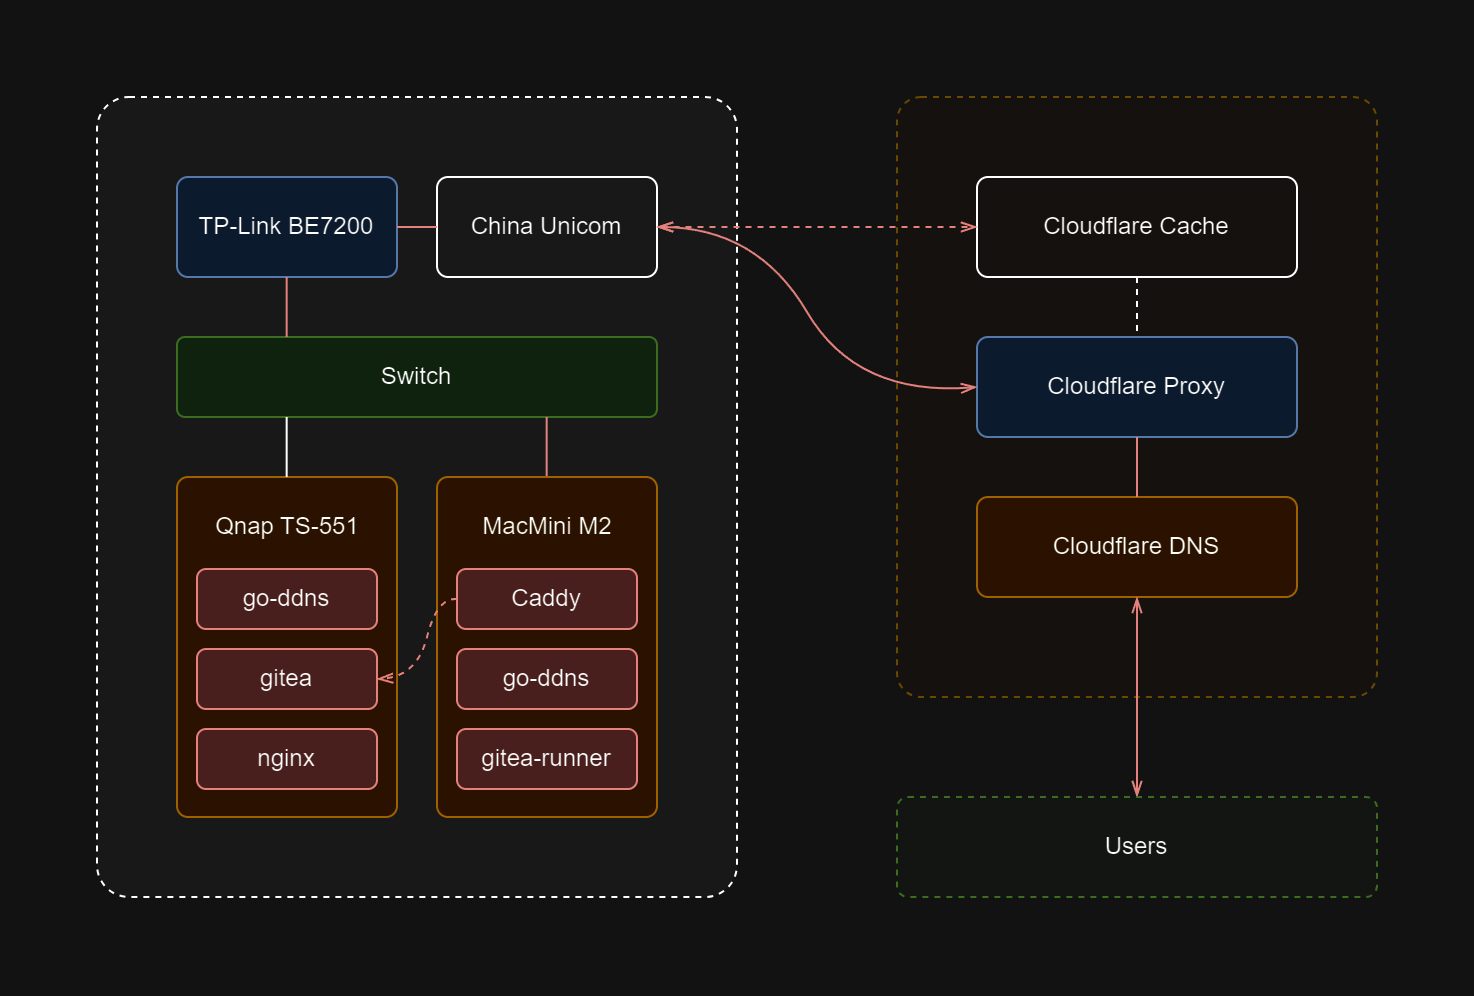 TP-Link BE7200
China Unicom
Switch
Qnap TS-551
go-ddns
gitea
nginx
MacMini M2
Caddy
go-ddns
gitea-runner
Cloudflare Cache
Cloudflare Proxy
Cloudflare DNS
Users